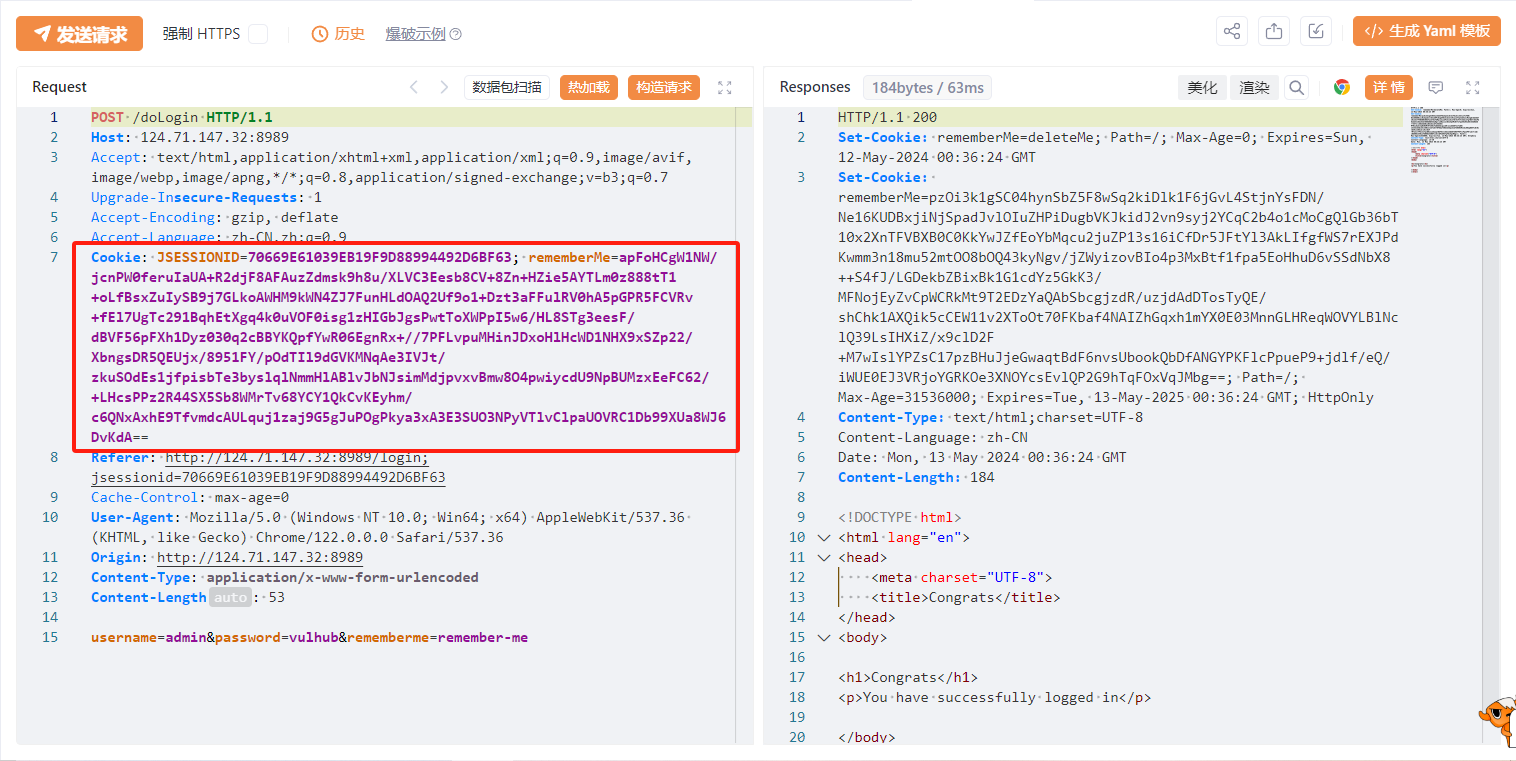 发送请求 强制 HTTPS 历史 爆破示例 </> 生成 Yaml 模板
Request 数据包扫描 热加载 构造请求
1 POST /doLogin HTTP/1.1
2 Host: 124.71.147.32:8989
3 Accept: text/html,application/xhtml+xml,application/xml;q=0.9,image/avif,
image/webp,image/apng,*/*;q=0.8,application/signed-exchange;v=b3;q=0.7
4 Upgrade-Insecure-Requests: 1
5 Accept-Encoding: gzip, deflate
6 Accept-Language: zh-CN,zh;q=0.9
7 Cookie: JSESSIONID=70669E61039EB19F9D88994492D6BF63; rememberMe=apFoHCgW1NW/
jcnPW0feruIaUA+R2djF8AFAuzZdmsk9h8u/XLVC3Eesb8CV+8Zn+HZie5AYTLm0z888tT1
+oLfBsxZuIySB9j7GLkoAWHM9kWN4ZJ7FunHLdOAQ2Uf9o1+Dzt3aFFulRV0hA5pGPR5FCVRv
+fEl7UgTc291BqhEtXgq4k0uVOF0isg1zHIGbJgsPwtToXWPpI5w6/HL8STg3eesF/
dBVF56pFXh1Dyz030q2cBBYKQpfYwR06EgnRx+//7PFLvpuMHinJDxoHlHcWD1NHX9xSZp22/
XbngsDR5QEUjx/8951FY/pOdTIl9dGVKMNqAe3IVJt/
zkuSOdEs1jfpisbTe3byslqlNmmHlABlvJbNJsimMdjpvxvBmw8O4pwiycdU9NpBUMzxEeFC62/
+LHcsPPz2R44SX5Sb8WMrTv68YCY1QkCvKEyhm/
c6QNxAxhE9TfvmdcAULquj1zaj9G5gJuPOgPkya3xA3E3SUO3NPyVTlvClpaUOVRC1Db99XUa8WJ6
DvKdA==
8 Referer: http://124.71.147.32:8989/login;
jsessionid=70669E61039EB19F9D88994492D6BF63
9 Cache-Control: max-age=0
10 User-Agent: Mozilla/5.0 (Windows NT 10.0; Win64; x64) AppleWebKit/537.36
(KHTML, like Gecko) Chrome/122.0.0.0 Safari/537.36
11 Origin: http://124.71.147.32:8989
12 Content-Type: application/x-www-form-urlencoded
13 Content-Length auto : 53
14
15 username=admin&password=vulhub&rememberme=remember-me
Responses 184bytes / 63ms 美化 渲染 详 情
1 HTTP/1.1 200
2 Set-Cookie: rememberMe=deleteMe; Path=/; Max-Age=0; Expires=Sun,
12-May-2024 00:36:24 GMT
3 Set-Cookie:
rememberMe=pzOi3k1gSC04hynSbZ5F8wSq2kiDlk1F6jGvL4StjnYsFDN/
Ne16KUDBxjiNjSpadJvlOIuZHPiDugbVKJkidJ2vn9syj2YCqC2b4o1cMoCgQlGb36bT
10x2XnTFVBXB0C0KkYwJZfEoYbMqcu2juZP13s16iCfDr5JFtYl3AkLIfgfWS7rEXJPd
Kwmm3n18mu52mtOO8bOQ43kyNgv/jZWyizovBIo4p3MxBtf1fpa5EoHhuD6vSSdNbX8
++S4fJ/LGDekbZBixBk1G1cdYz5GkK3/
MFNojEyZvCpWCRkMt9T2EDzYaQAbSbcgjzdR/uzjdAdDTosTyQE/
shChk1AXQik5cCEW11v2XToOt70FKbaf4NAIZhGqxh1mYX0E03MnnGLHReqWOVYLBlNc
lQ39LsIHXiZ/x9clD2F
+M7wIslYPZsC17pzBHuJjeGwaqtBdF6nvsUbookQbDfANGYPKFlcPpueP9+jdlf/eQ/
iWUE0EJ3VRjoYGRKOe3XNOYcsEvlQP2G9hTqFOxVqJMbg==; Path=/;
Max-Age=31536000; Expires=Tue, 13-May-2025 00:36:24 GMT; HttpOnly
4 Content-Type: text/html;charset=UTF-8
5 Content-Language: zh-CN
6 Date: Mon, 13 May 2024 00:36:24 GMT
7 Content-Length: 184
8
9 <!DOCTYPE html>
10 <html lang="en">
11 <head>
12 <meta charset="UTF-8">
13 <title>Congrats</title>
14 </head>
15 <body>
16
17 <h1>Congrats</h1>
18 <p>You have successfully logged in</p>
19
20 </body>